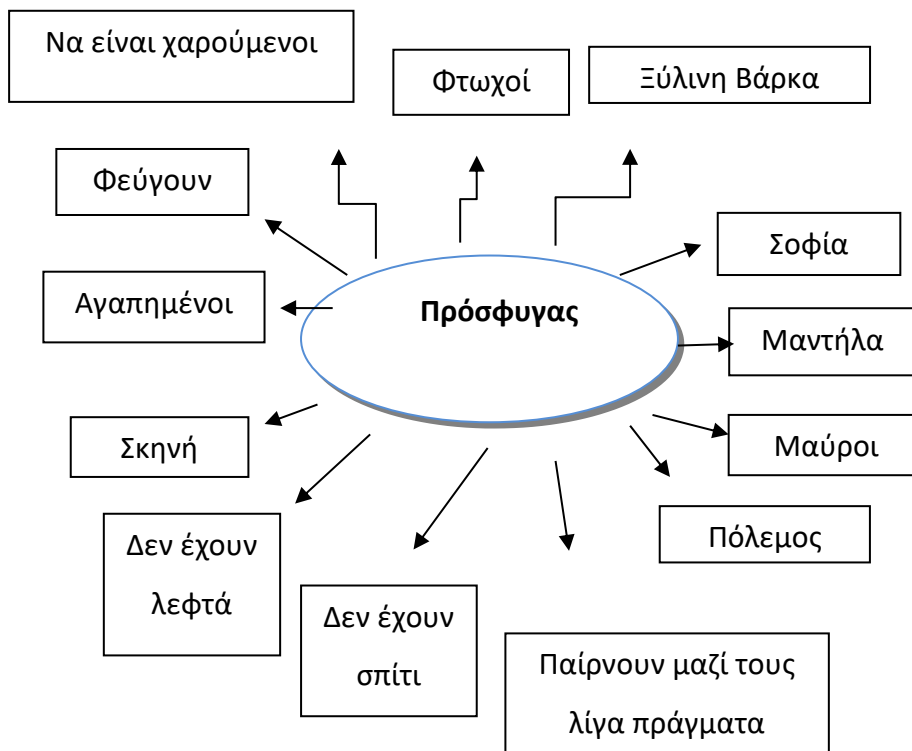 Να είναι χαρούμενοι
Φτωχοί
Ξύλινη Βάρκα
Φεύγουν
Σοφία
Αγαπημένοι
Πρόσφυγας
Μαντήλα
Σκηνή
Μαύροι
Δεν έχουν
λεφτά
Πόλεμος
Δεν έχουν
σπίτι
Παίρνουν μαζί τους
λίγα πράγματα